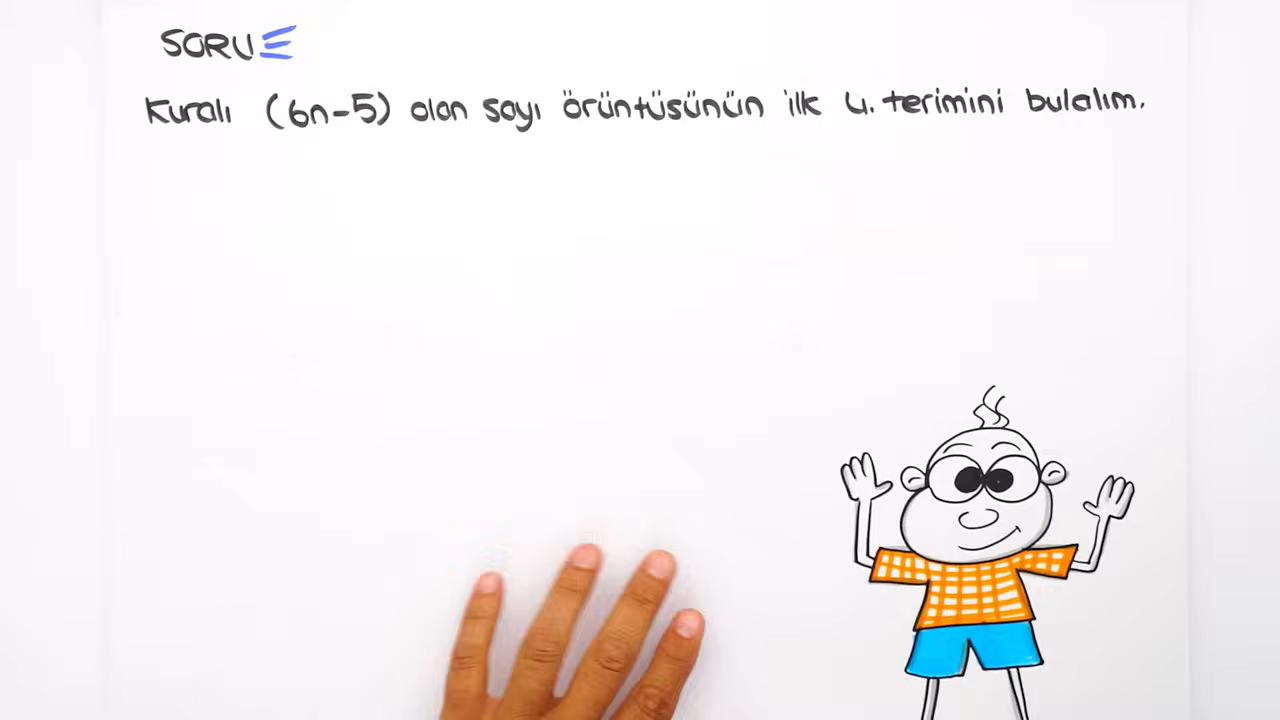 SORU
Kuralı (6n-5) olan sayı örüntüsünün ilk 4. terimini bulalım.